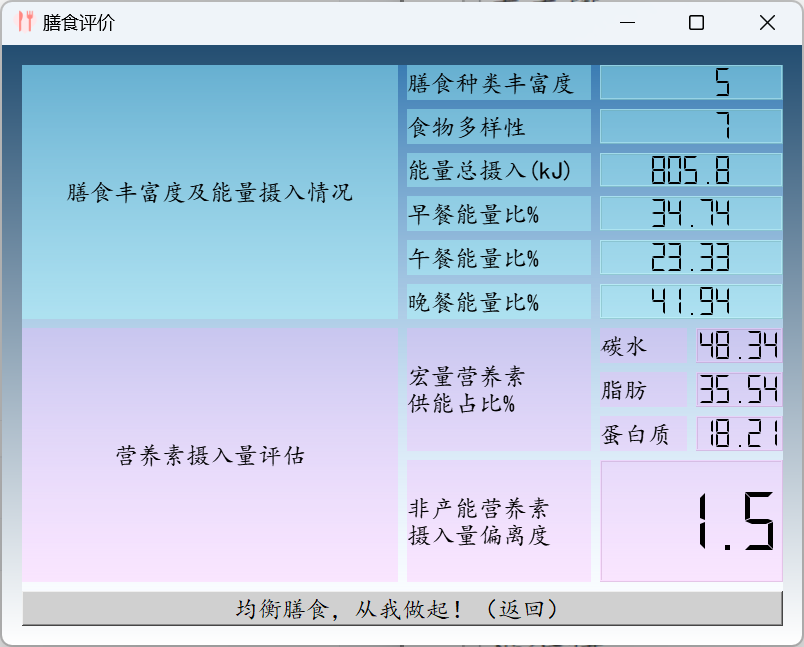 膳食评价
膳食丰富度及能量摄入情况
膳食种类丰富度 5
食物多样性 7
能量总摄入(kJ) 805.8
早餐能量比% 34.74
午餐能量比% 23.33
晚餐能量比% 41.94
营养素摄入量评估
宏量营养素
供能占比%
碳水 48.34
脂肪 35.54
蛋白质 18.21
非产能营养素
摄入量偏离度
1.5
均衡膳食，从我做起！（返回）